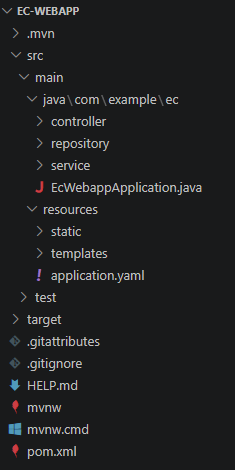 EC-WEBAPP
.mvn
src
main
java\com\example\ec
controller
repository
service
EcWebappApplication.java
resources
static
templates
application.yaml
test
target
.gitattributes
.gitignore
HELP.md
mvnw
mvnw.cmd
pom.xml